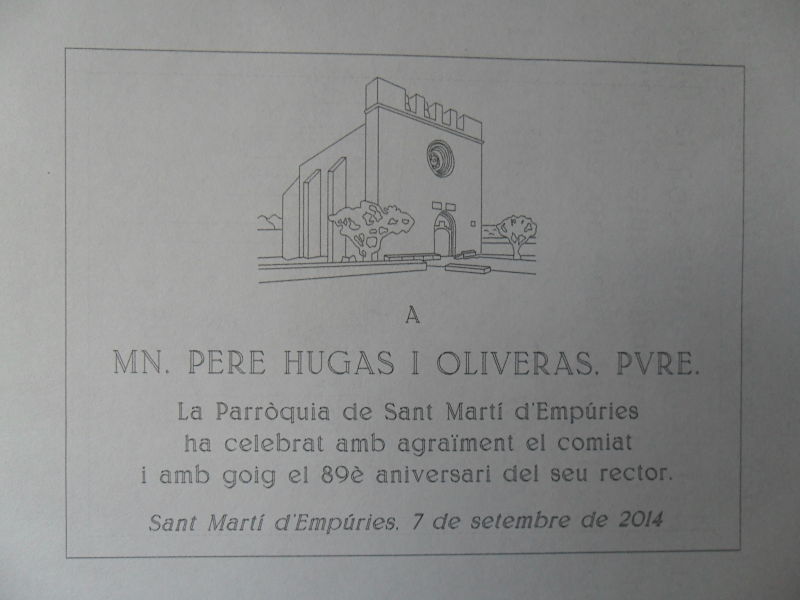 A
MN. PERE HUGAS I OLIVERAS. PVRE.
La Parròquia de Sant Martí d'Empúries
ha celebrat amb agraïment el comiat
i amb goig el 89è aniversari del seu rector.
Sant Martí d'Empúries. 7 de setembre de 2014